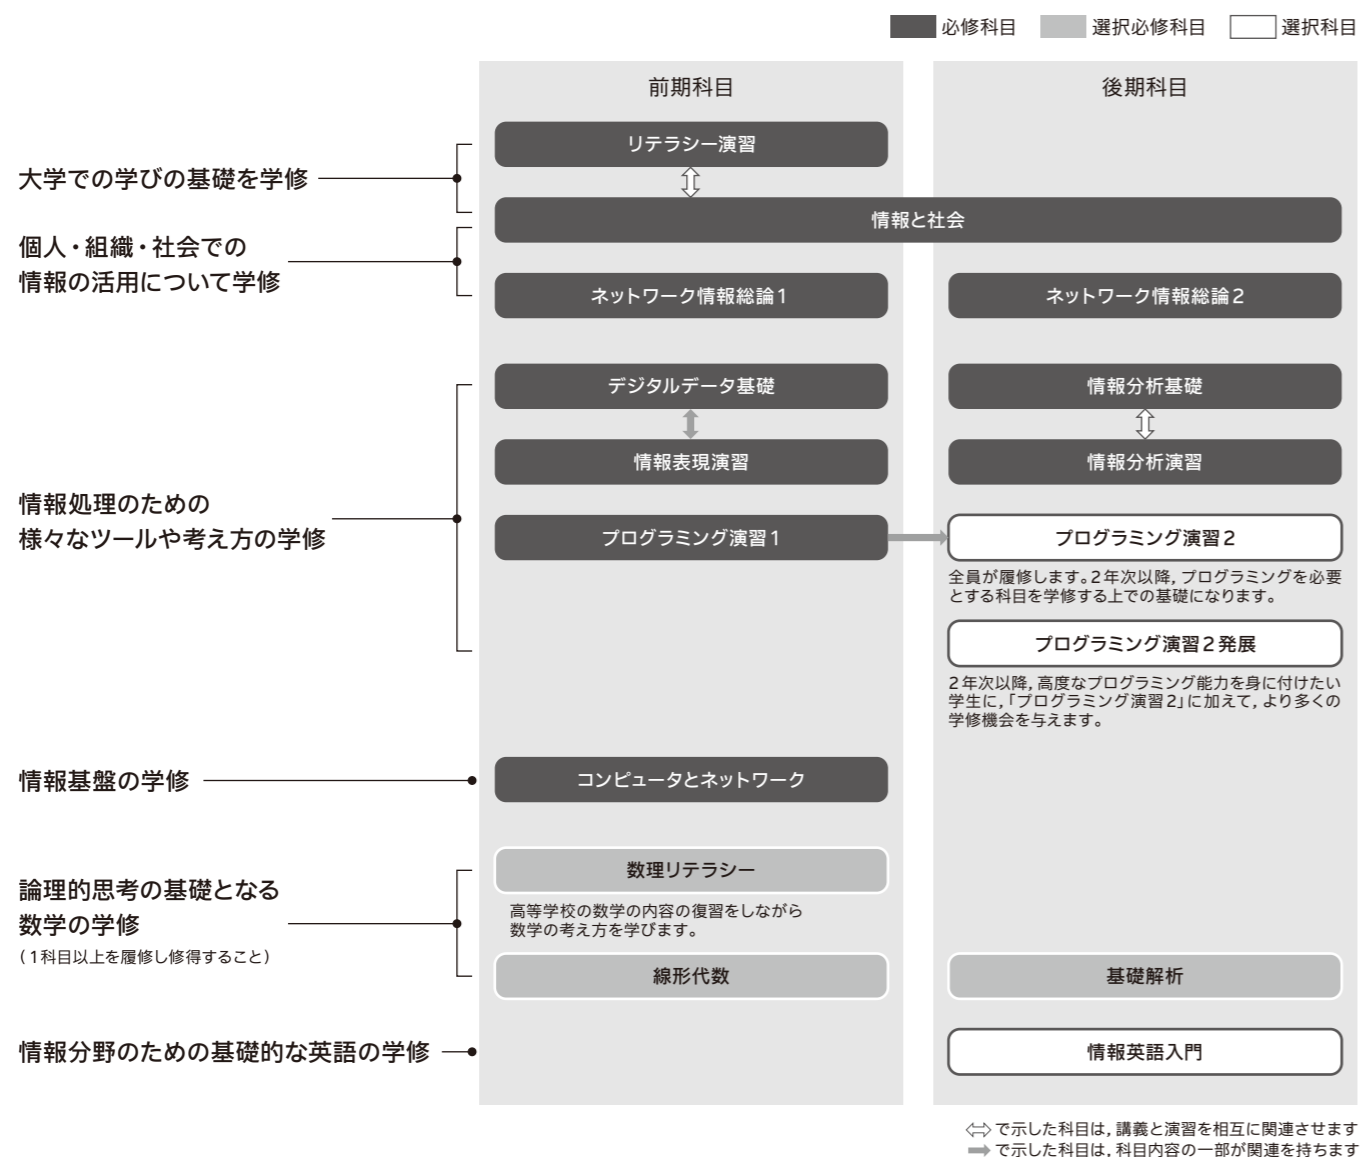 必修科目 選択必修科目 選択科目
前期科目 後期科目
リテラシー演習
大学での学びの基礎を学修
情報と社会
個人・組織・社会での
情報の活用について学修
ネットワーク情報総論1 ネットワーク情報総論2
デジタルデータ基礎 情報分析基礎
情報表現演習 情報分析演習
情報処理のための
様々なツールや考え方の学修
プログラミング演習1 プログラミング演習2
全員が履修します。2年次以降, プログラミングを必要
とする科目を学修する上での基礎になります。
プログラミング演習2発展
2年次以降, 高度なプログラミング能力を身に付けたい
学生に,「プログラミング演習2」に加えて, より多くの
学修機会を与えます。
情報基盤の学修
コンピュータとネットワーク
数理リテラシー
論理的思考の基礎となる
数学の学修
(1科目以上を履修し修得すること)
高等学校の数学の内容の復習をしながら
数学の考え方を学びます。
線形代数 基礎解析
情報分野のための基礎的な英語の学修
情報英語入門
⇔で示した科目は, 講義と演習を相互に関連させます
➡で示した科目は, 科目内容の一部が関連を持ちます